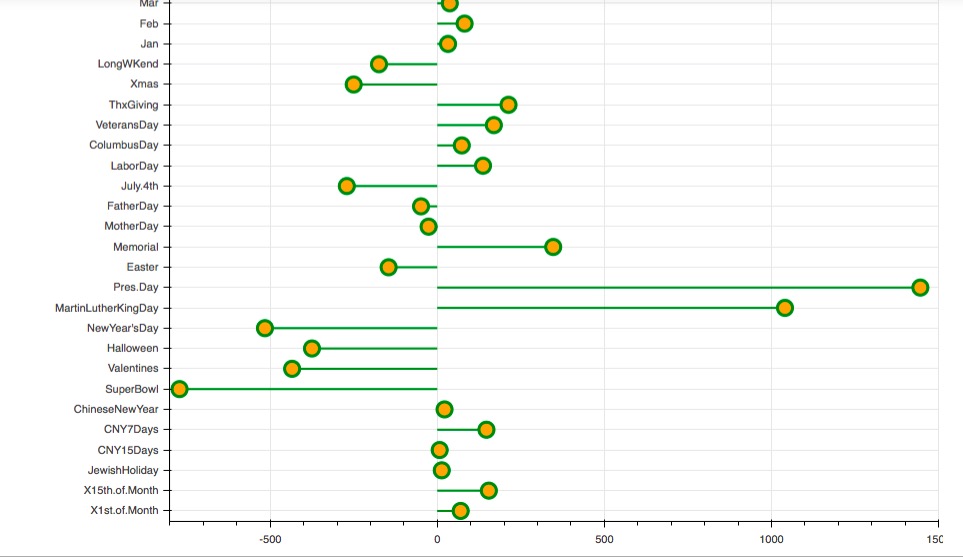 Mar
Feb
Jan
LongWKend
Xmas
ThxGiving
VeteransDay
ColumbusDay
LaborDay
July.4th
FatherDay
MotherDay
Memorial
Easter
Pres.Day
MartinLutherKingDay
NewYear'sDay
Halloween
Valentines
SuperBowl
ChineseNewYear
CNY7Days
CNY15Days
JewishHoliday
X15th.of.Month
X1st.of.Month
-500 0 500 1000